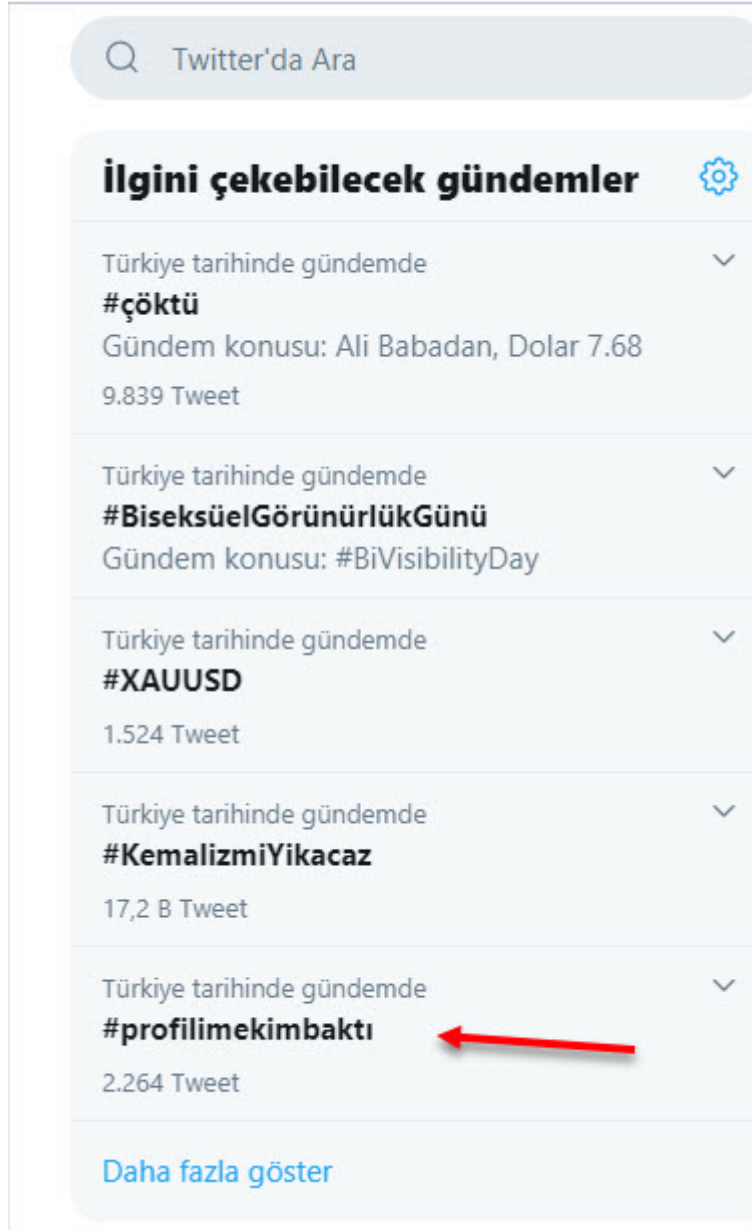 Twitter'da Ara
İlgini çekebilecek gündemler
Türkiye tarihinde gündemde
#çöktü
Gündem konusu: Ali Babadan, Dolar 7.68
9.839 Tweet
Türkiye tarihinde gündemde
#BiseksüelGörünürlükGünü
Gündem konusu: #BiVisibilityDay
Türkiye tarihinde gündemde
#XAUUSD
1.524 Tweet
Türkiye tarihinde gündemde
#KemalizmiYikacaz
17,2 B Tweet
Türkiye tarihinde gündemde
#profilimekimbaktı
2.264 Tweet
Daha fazla göster